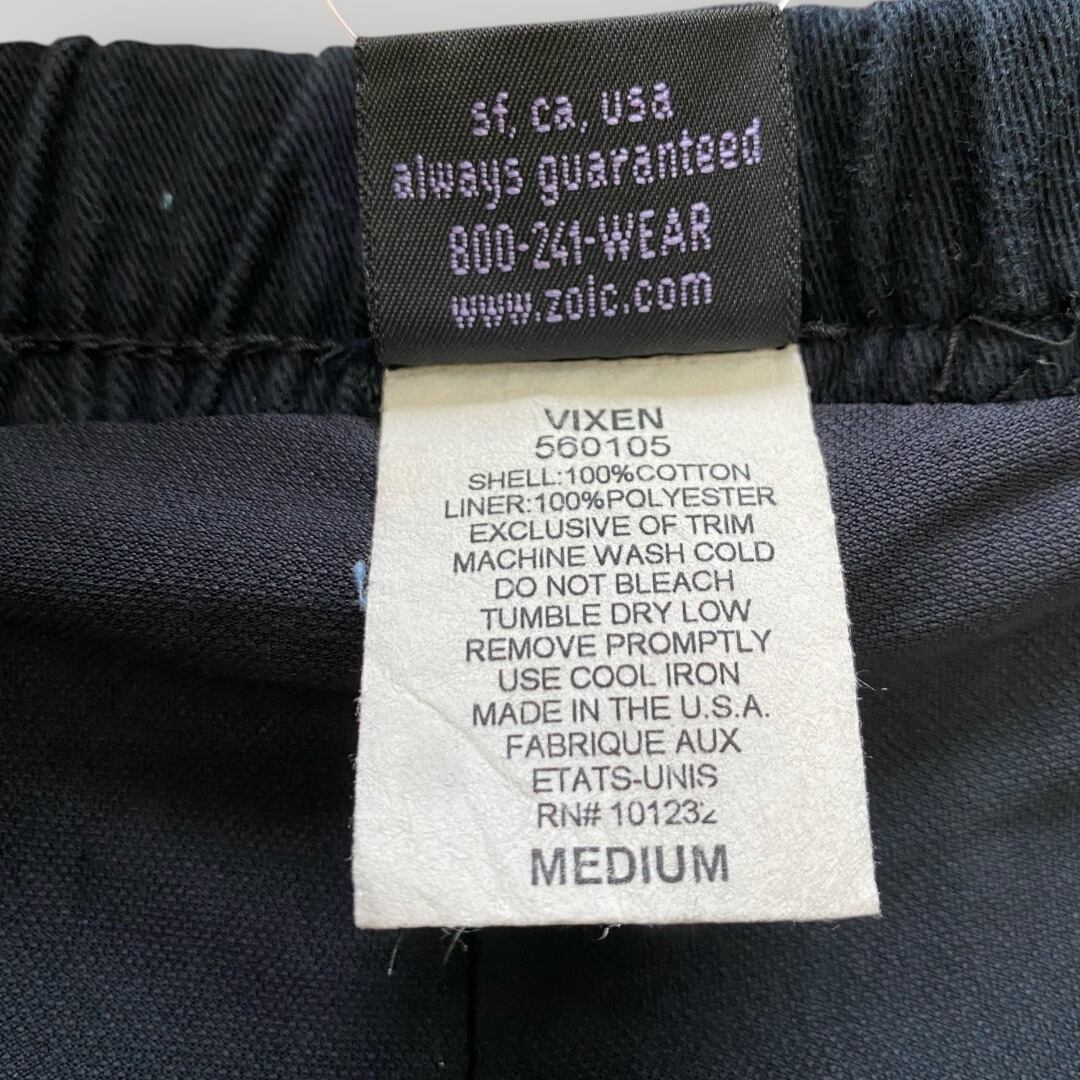 sf, ca, usa
always guaranteed
800-241-WEAR
www.zoic.com
VIXEN
560105
SHELL:100%COTTON
LINER:100%POLYESTER
EXCLUSIVE OF TRIM
MACHINE WASH COLD
DO NOT BLEACH
TUMBLE DRY LOW
REMOVE PROMPTLY
USE COOL IRON
MADE IN THE U.S.A.
FABRIQUE AUX
ETATS-UNIS
RN# 101232
MEDIUM